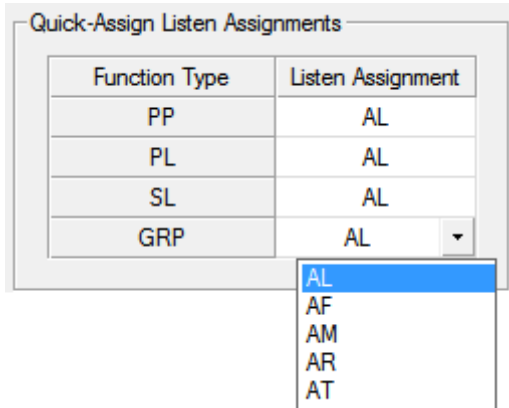 Quick-Assign Listen Assignments
Function Type Listen Assignment
PP AL
PL AL
SL AL
GRP AL
AL
AF
AM
AR
AT